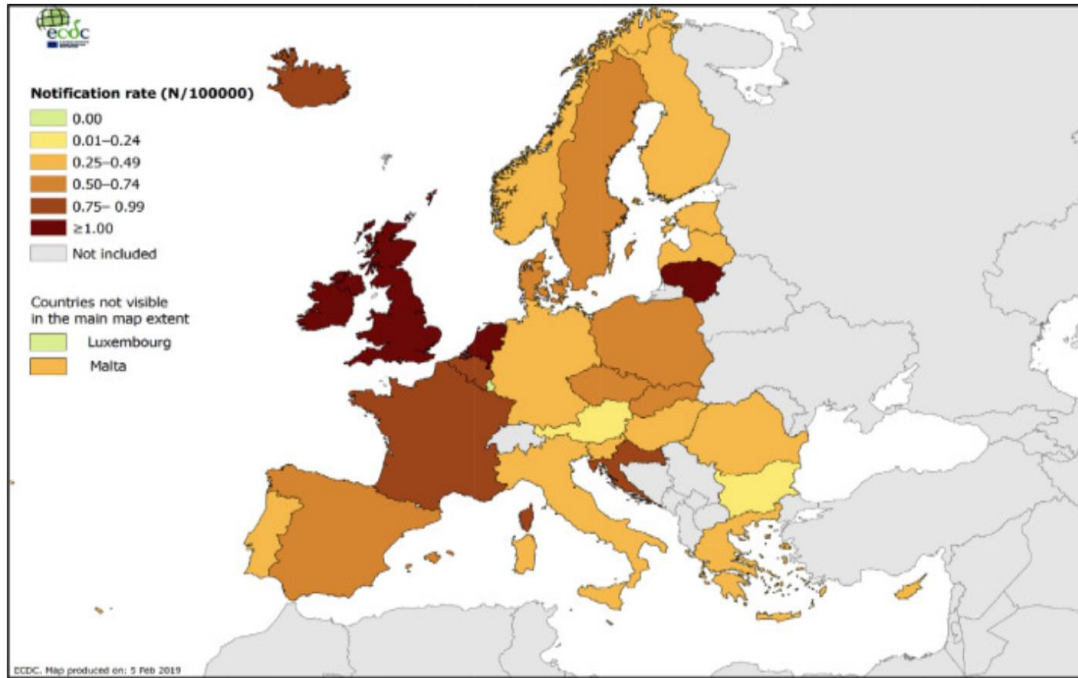 ecdc
Notification rate (N/100000)
0.00
0.01–0.24
0.25–0.49
0.50–0.74
0.75– 0.99
≥1.00
Not included
Countries not visible
in the main map extent
Luxembourg
Malta
ECDC. Map produced on: 5 Feb 2019